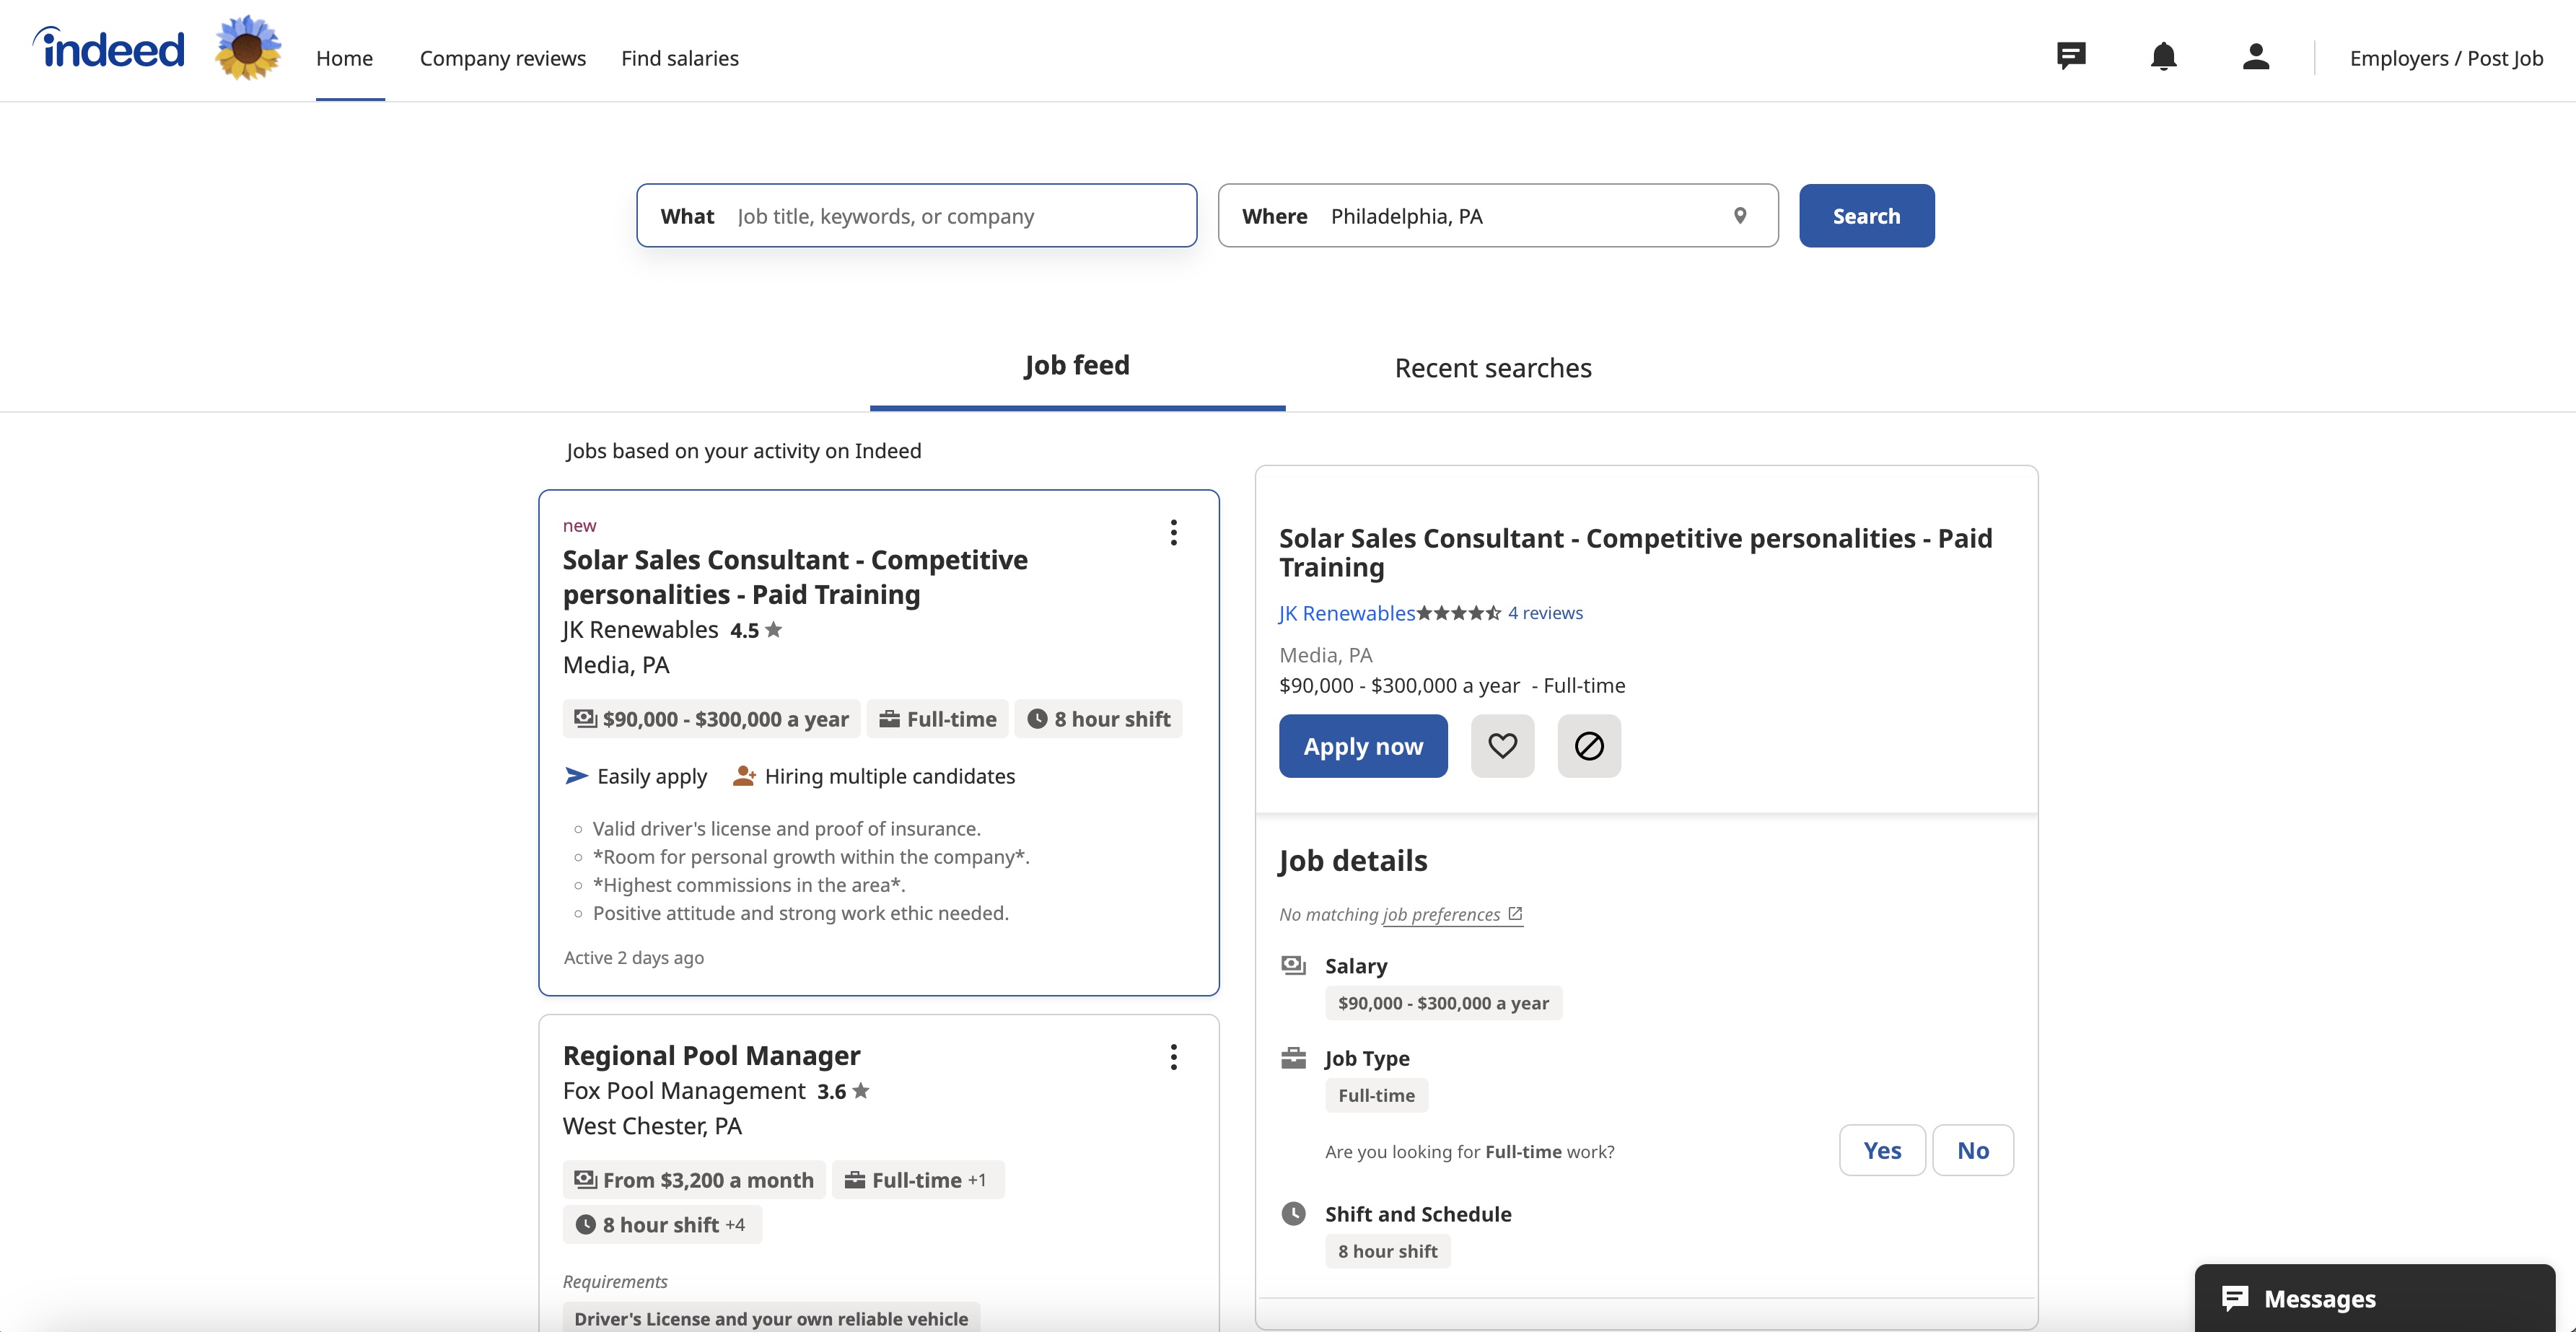 indeed
Home
Company reviews
Find salaries
Employers / Post Job
What Job title, keywords, or company
Where Philadelphia, PA
Search
Job feed
Recent searches
Jobs based on your activity on Indeed
new
Solar Sales Consultant - Competitive
personalities - Paid Training
JK Renewables 4.5
Media, PA
$90,000 - $300,000 a year
Full-time
8 hour shift
Easily apply
Hiring multiple candidates
Valid driver's license and proof of insurance.
*Room for personal growth within the company*.
*Highest commissions in the area*.
Positive attitude and strong work ethic needed.
Active 2 days ago
Regional Pool Manager
Fox Pool Management 3.6
West Chester, PA
From $3,200 a month
Full-time +1
8 hour shift +4
Requirements
Driver's License and your own reliable vehicle
Solar Sales Consultant - Competitive personalities - Paid
Training
JK Renewables 4 reviews
Media, PA
$90,000 - $300,000 a year - Full-time
Apply now
Job details
No matching job preferences
Salary
$90,000 - $300,000 a year
Job Type
Full-time
Are you looking for Full-time work?
Yes
No
Shift and Schedule
8 hour shift
Messages